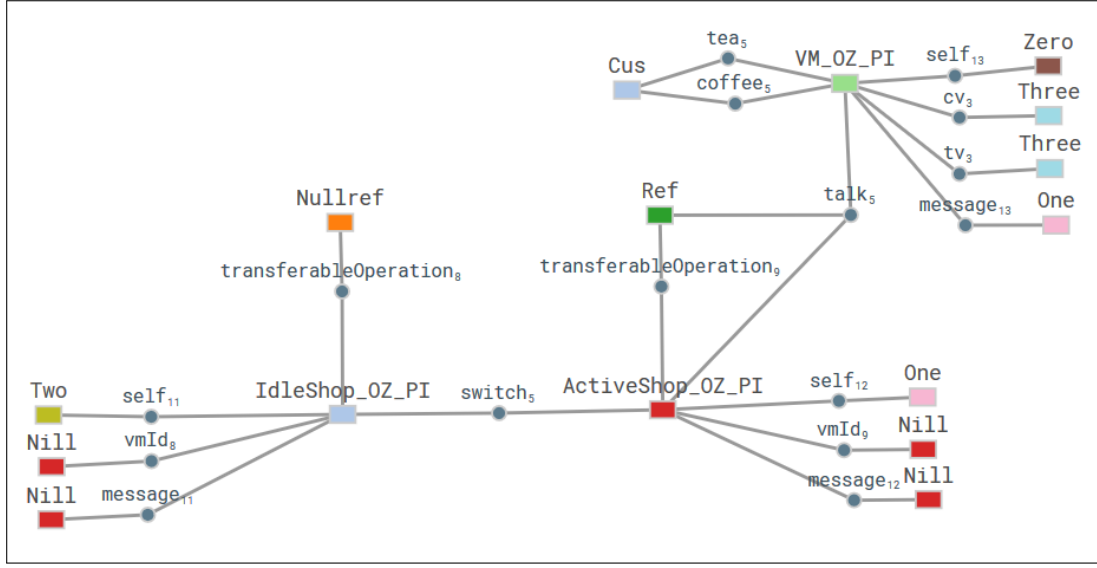 tea₅
VM_OZ_PI
self₁₃
Zero
Cus
coffee₅
cv₃
Three
tv₃
Three
Nullref
Ref
talk₅
message₁₃
One
transferableOperation₈
transferableOperation₉
Two
self₁₁
IdleShop_OZ_PI
switch₅
ActiveShop_OZ_PI
self₁₂
One
Nill
vmId₈
vmId₉
Nill
Nill
message₁₁
message₁₂
Nill